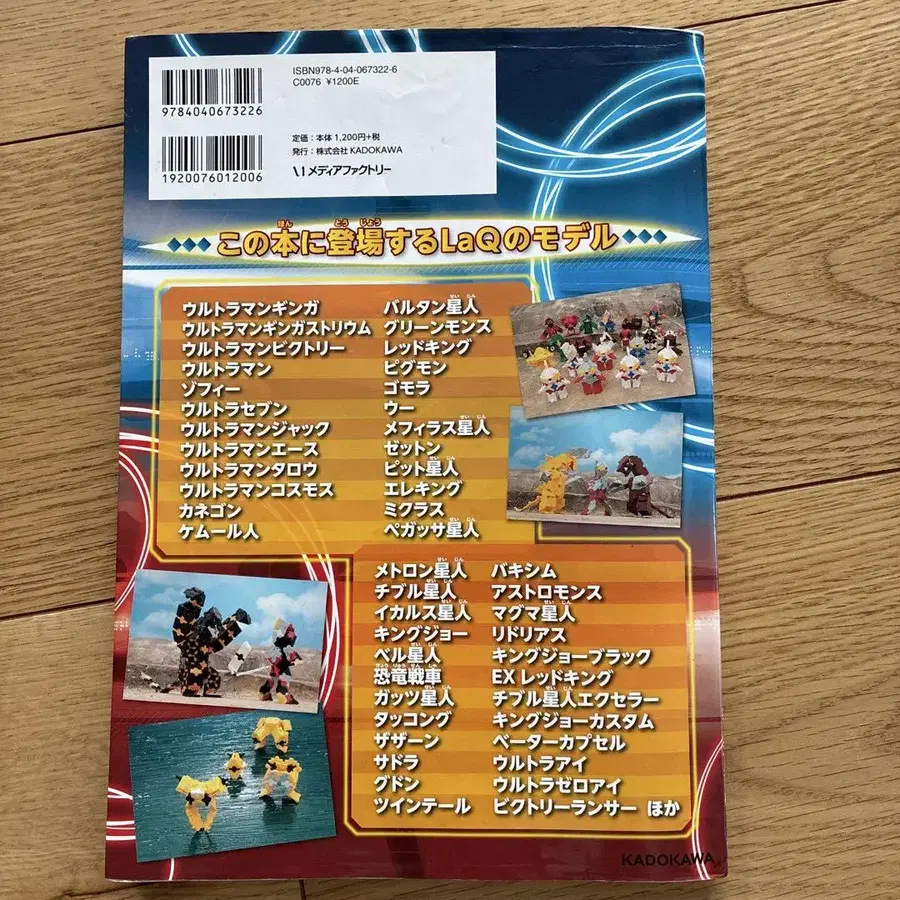 ISBN978-4-04-067322-6
C0076 ¥1200E
9784040673226
定価：本体1,200円+税
発行：株式会社KADOKAWA
1920076012006
メディアファクトリー
この本に登場するLaQのモデル
ウルトラマンギンガ
ウルトラマンギンガストリウム
ウルトラマンビクトリー
ウルトラマン
ゾフィー
ウルトラセブン
ウルトラマンジャック
ウルトラマンエース
ウルトラマンタロウ
ウルトラマンコスモス
カネゴン
ケムール人
バルタン星人
グリーンモンス
レッドキング
ピグモン
ゴモラ
ウー
メフィラス星人
ゼットン
ピット星人
エレキング
ミクラス
ペガッサ星人
メトロン星人
チブル星人
イカルス星人
キングジョー
ベル星人
恐竜戦車
ガッツ星人
タッコング
ザザーン
サドラ
グドン
ツインテール
バキシム
アストロモンス
マグマ星人
リドリアス
キングジョーブラック
EXレッドキング
チブル星人エクセラー
キングジョーカスタム
ベーターカプセル
ウルトラアイ
ウルトラゼロアイ
ビクトリーランサー ほか
KADOKAWA